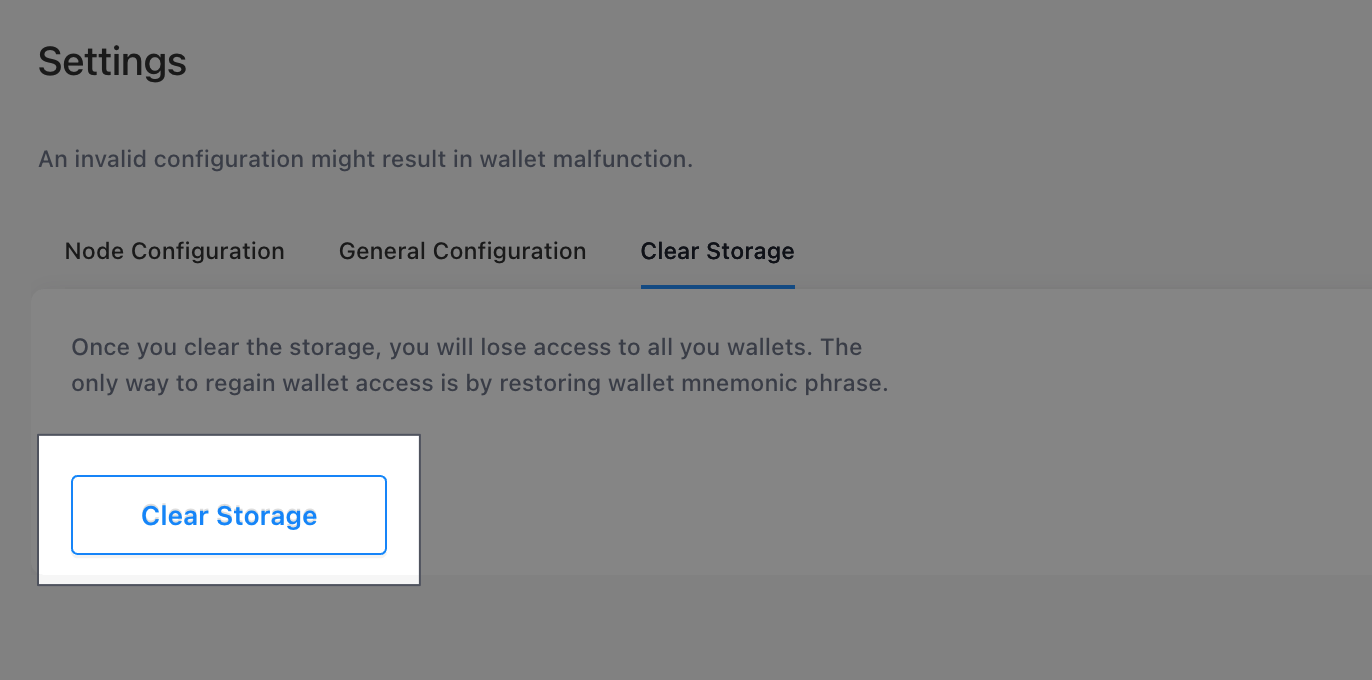 Settings
An invalid configuration might result in wallet malfunction.
Node Configuration General Configuration Clear Storage
Once you clear the storage, you will lose access to all you wallets. The
only way to regain wallet access is by restoring wallet mnemonic phrase.
Clear Storage